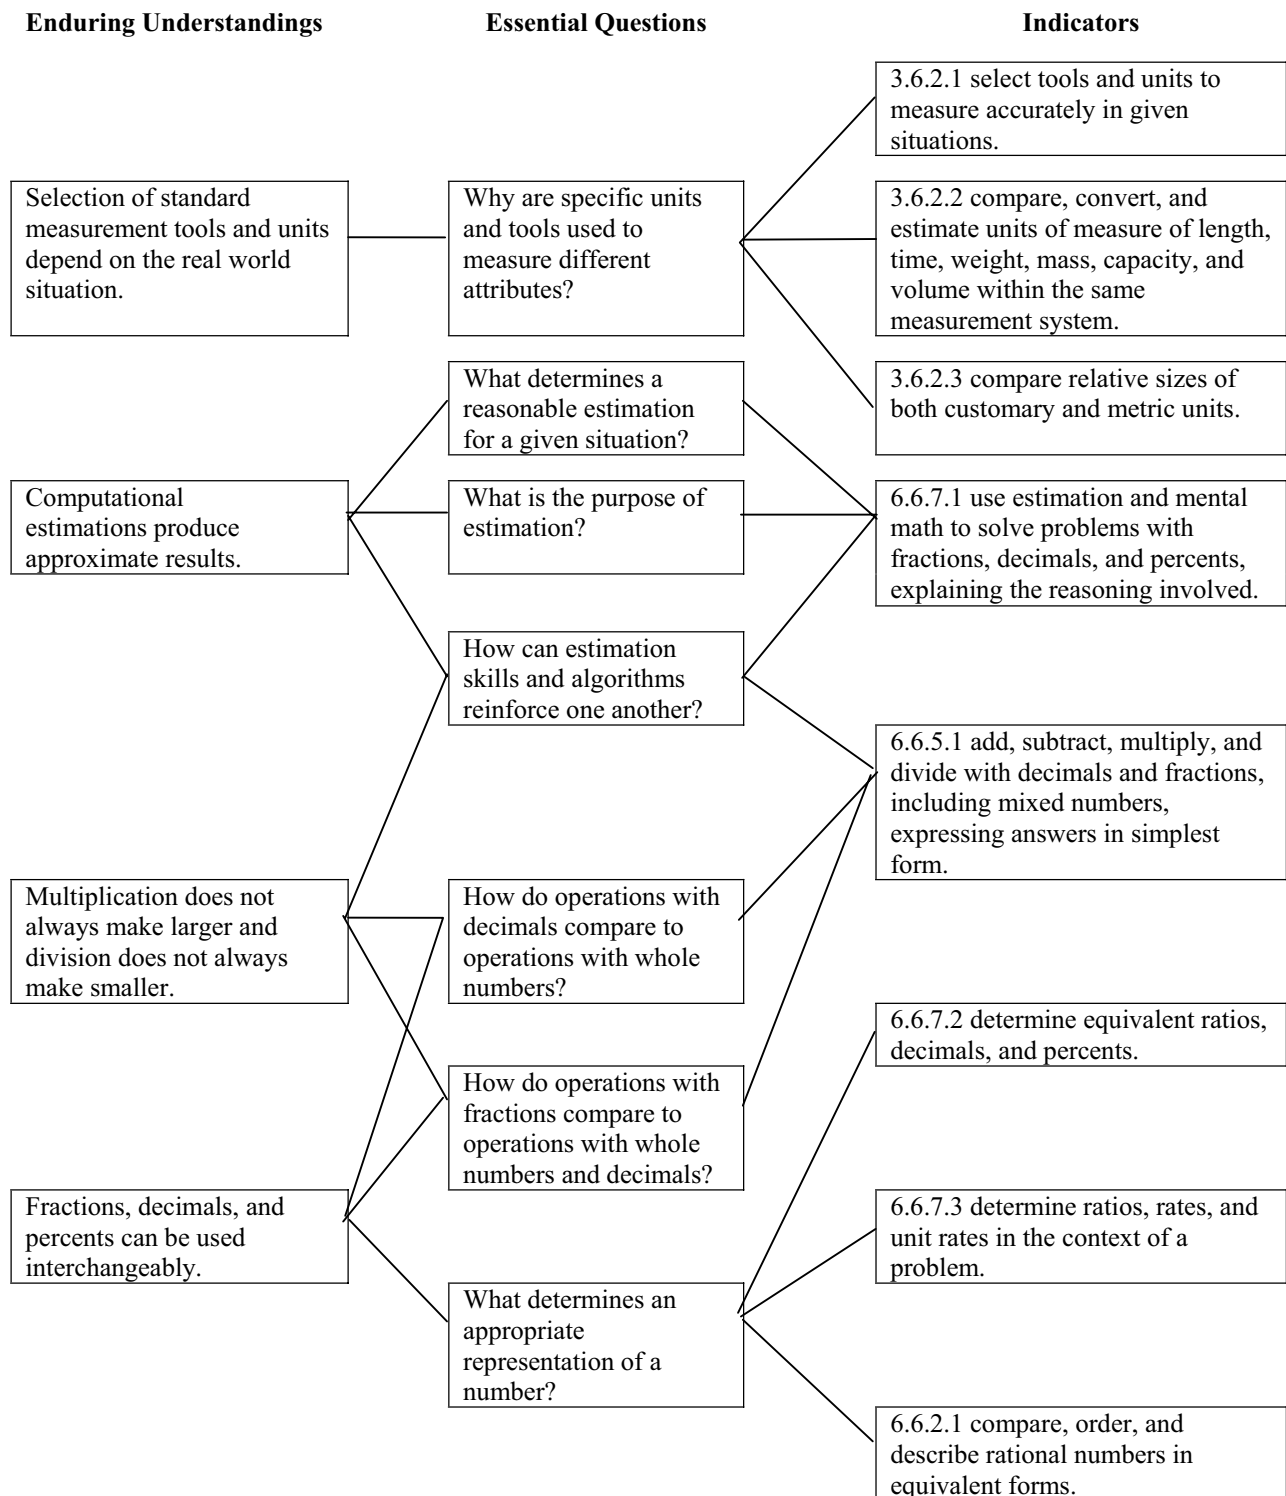 Enduring Understandings
Essential Questions
Indicators
3.6.2.1 select tools and units to
measure accurately in given
situations.
Selection of standard
measurement tools and units
depend on the real world
situation.
Why are specific units
and tools used to
measure different
attributes?
3.6.2.2 compare, convert, and
estimate units of measure of length,
time, weight, mass, capacity, and
volume within the same
measurement system.
What determines a
reasonable estimation
for a given situation?
3.6.2.3 compare relative sizes of
both customary and metric units.
Computational
estimations produce
approximate results.
What is the purpose of
estimation?
6.6.7.1 use estimation and mental
math to solve problems with
fractions, decimals, and percents,
explaining the reasoning involved.
How can estimation
skills and algorithms
reinforce one another?
6.6.5.1 add, subtract, multiply, and
divide with decimals and fractions,
including mixed numbers,
expressing answers in simplest
form.
Multiplication does not
always make larger and
division does not always
make smaller.
How do operations with
decimals compare to
operations with whole
numbers?
6.6.7.2 determine equivalent ratios,
decimals, and percents.
How do operations with
fractions compare to
operations with whole
numbers and decimals?
Fractions, decimals, and
percents can be used
interchangeably.
6.6.7.3 determine ratios, rates, and
unit rates in the context of a
problem.
What determines an
appropriate
representation of a
number?
6.6.2.1 compare, order, and
describe rational numbers in
equivalent forms.